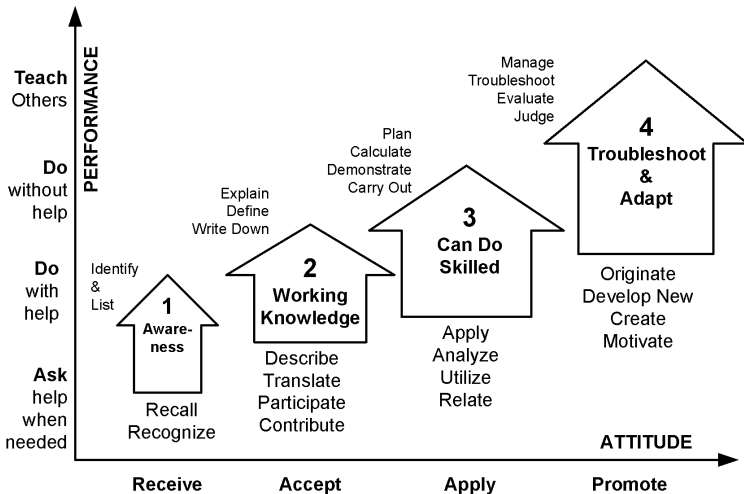 PERFORMANCE
Teach
Others
Do
without
help
Do
with
help
Ask
help
when
needed
Identify
&
List
1
Aware-
ness
Recall
Recognize
Explain
Define
Write Down
2
Working
Knowledge
Describe
Translate
Participate
Contribute
Plan
Calculate
Demonstrate
Carry Out
3
Can Do
Skilled
Apply
Analyze
Utilize
Relate
Manage
Troubleshoot
Evaluate
Judge
4
Troubleshoot
&
Adapt
Originate
Develop New
Create
Motivate
ATTITUDE
Receive
Accept
Apply
Promote